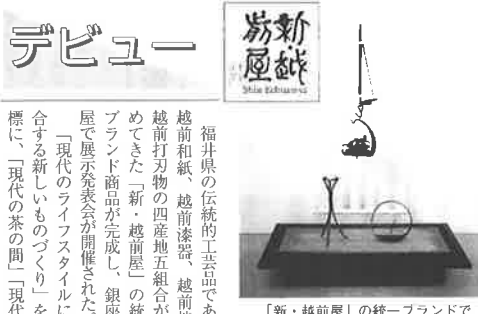 デビュー
新・越前屋
Shin Echizenya
福井県の伝統的工芸品であ
越前和紙、越前漆器、越前
越前打刃物の四産地五組合が
めてきた「新・越前屋」の統
ブランド商品が完成し、銀座
屋で展示発表会が開催された
「現代のライフスタイルに
合する新しいものづくり」を
標に、「現代の茶の間」「現代
「新・越前屋」の統一ブランドで